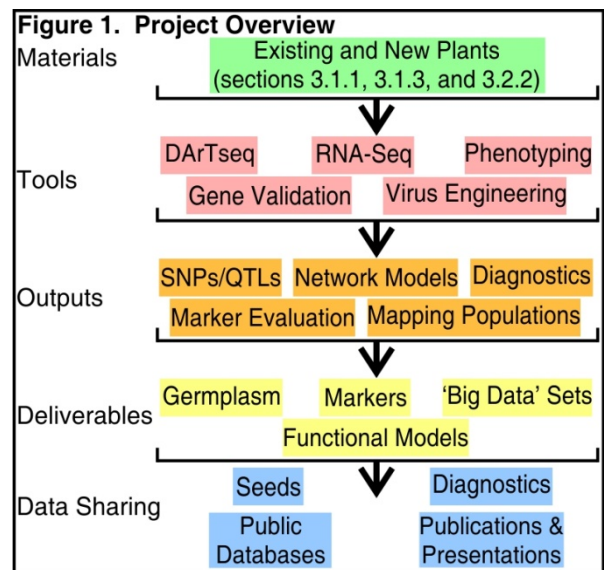 Figure 1. Project Overview
Materials
Existing and New Plants
(sections 3.1.1, 3.1.3, and 3.2.2)
Tools
DArTseq RNA-Seq Phenotyping
Gene Validation Virus Engineering
Outputs
SNPs/QTLs Network Models Diagnostics
Marker Evaluation Mapping Populations
Deliverables
Germplasm Markers 'Big Data' Sets
Functional Models
Data Sharing
Seeds Diagnostics
Public Databases
Publications & Presentations